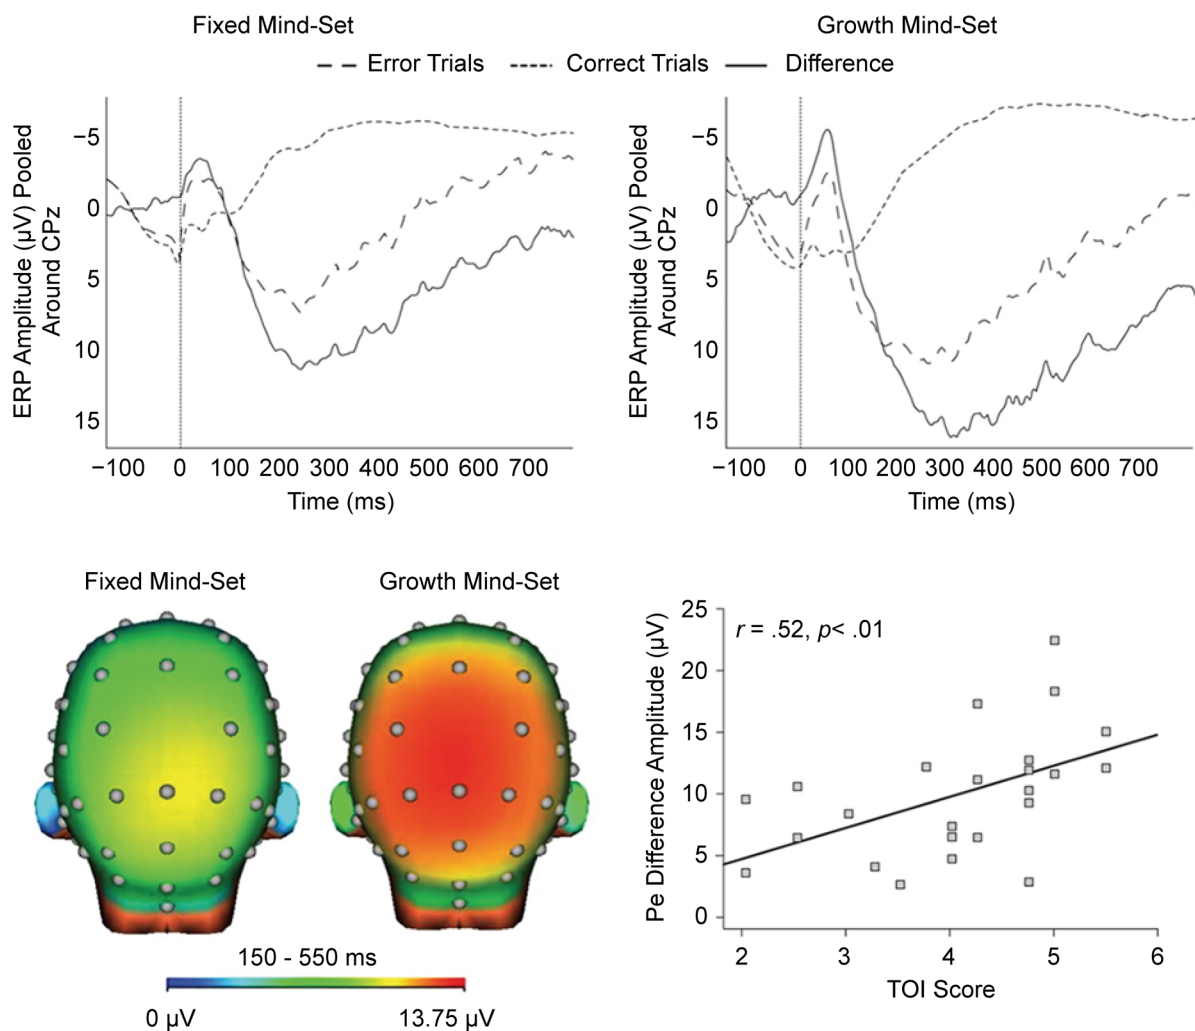 Fixed Mind-Set
Growth Mind-Set
Error Trials
Correct Trials
Difference
ERP Amplitude (µV) Pooled
Around CPz
−5
0
5
10
15
−100 0 100 200 300 400 500 600 700
Time (ms)
ERP Amplitude (µV) Pooled
Around CPz
−5
0
5
10
15
−100 0 100 200 300 400 500 600 700
Time (ms)
Fixed Mind-Set
Growth Mind-Set
150 - 550 ms
0 µV
13.75 µV
Pe Difference Amplitude (µV)
25
20
15
10
5
0
r = .52, p< .01
2 3 4 5 6
TOI Score